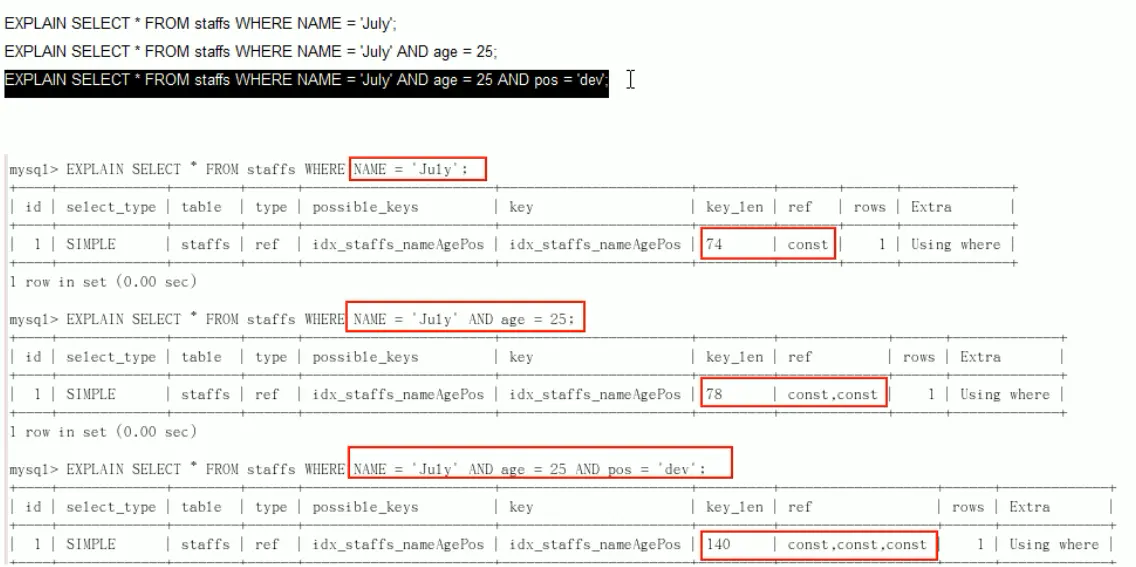 EXPLAIN SELECT * FROM staffs WHERE NAME = 'July';
EXPLAIN SELECT * FROM staffs WHERE NAME = 'July' AND age = 25;
EXPLAIN SELECT * FROM staffs WHERE NAME = 'July' AND age = 25 AND pos = 'dev';
mysql> EXPLAIN SELECT * FROM staffs WHERE NAME = 'July';
| id | select_type | table | type | possible_keys | key | key_len | ref | rows | Extra |
| 1 | SIMPLE | staffs | ref | idx_staffs_nameAgePos | idx_staffs_nameAgePos | 74 | const | 1 | Using where |
1 row in set (0.00 sec)
mysql> EXPLAIN SELECT * FROM staffs WHERE NAME = 'July' AND age = 25;
| id | select_type | table | type | possible_keys | key | key_len | ref | rows | Extra |
| 1 | SIMPLE | staffs | ref | idx_staffs_nameAgePos | idx_staffs_nameAgePos | 78 | const,const | 1 | Using where |
1 row in set (0.00 sec)
mysql> EXPLAIN SELECT * FROM staffs WHERE NAME = 'July' AND age = 25 AND pos = 'dev';
| id | select_type | table | type | possible_keys | key | key_len | ref | rows | Extra |
| 1 | SIMPLE | staffs | ref | idx_staffs_nameAgePos | idx_staffs_nameAgePos | 140 | const,const,const | 1 | Using where |